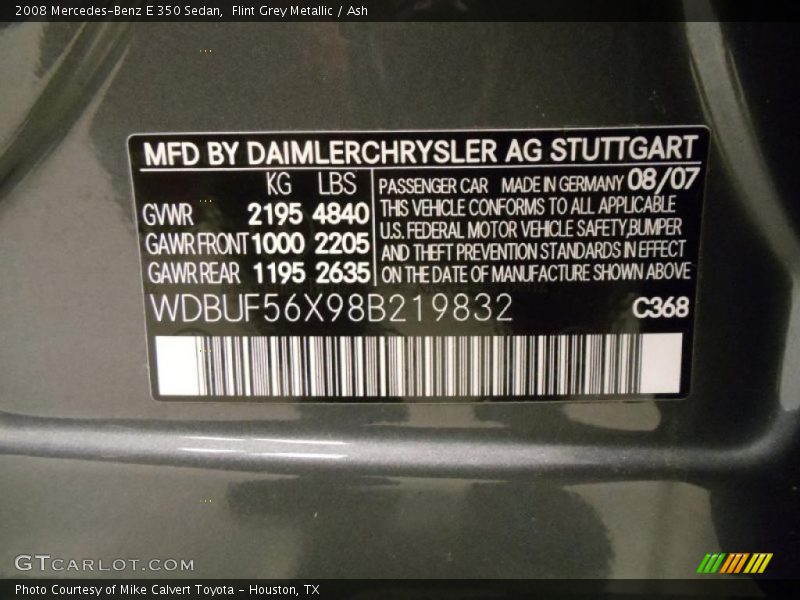 2008 Mercedes-Benz E 350 Sedan,  Flint Grey Metallic / Ash
MFD BY DAIMLERCHRYSLER AG STUTTGART
KG LBS
GVWR 2195 4840
GAWR FRONT 1000 2205
GAWR REAR 1195 2635
PASSENGER CAR MADE IN GERMANY 08/07
THIS VEHICLE CONFORMS TO ALL APPLICABLE
U.S. FEDERAL MOTOR VEHICLE SAFETY,BUMPER
AND THEFT PREVENTION STANDARDS IN EFFECT
ON THE DATE OF MANUFACTURE SHOWN ABOVE
WDBUF56X98B219832 C368
GTCARLOT.COM
Photo Courtesy of Mike Calvert Toyota - Houston, TX